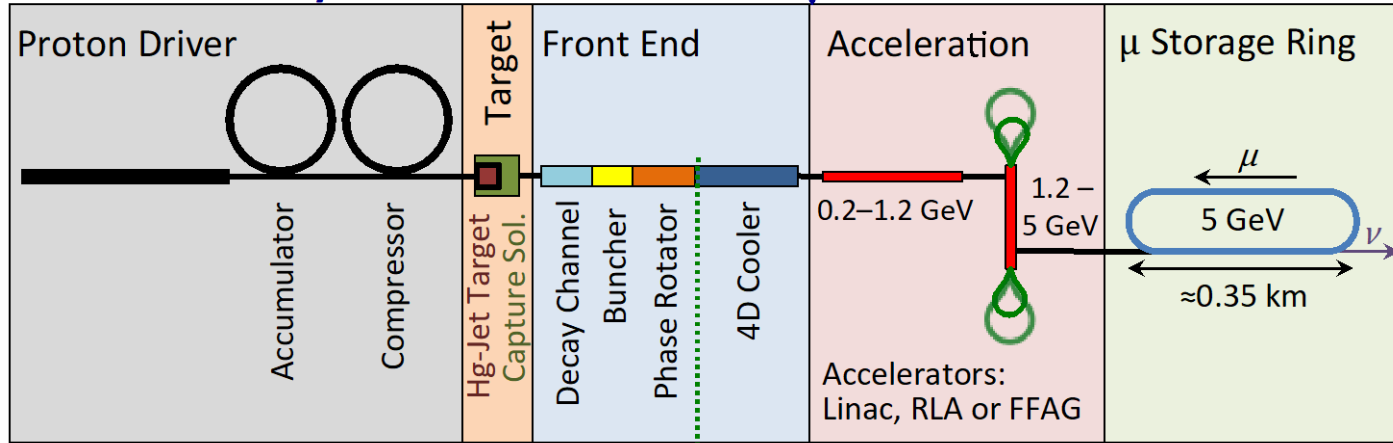 Proton Driver
Accumulator
Compressor
Target
Hg-Jet Target
Capture Sol.
Front End
Decay Channel
Buncher
Phase Rotator
4D Cooler
Acceleration
0.2–1.2 GeV
1.2 –
5 GeV
Accelerators:
Linac, RLA or FFAG
μ Storage Ring
μ
5 GeV
ν
≈0.35 km